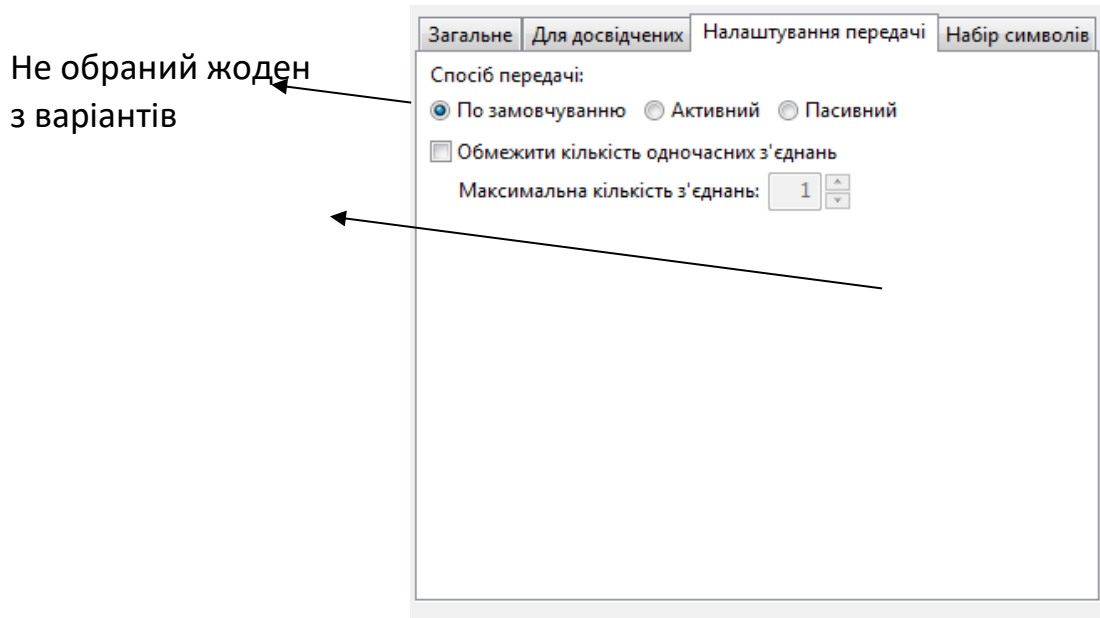 Не обраний жоден
з варіантів
Загальне Для досвідчених Налаштування передачі Набір символів
Спосіб передачі:
По замовчуванню Активний Пасивний
Обмежити кількість одночасних з'єднань
Максимальна кількість з'єднань: 1